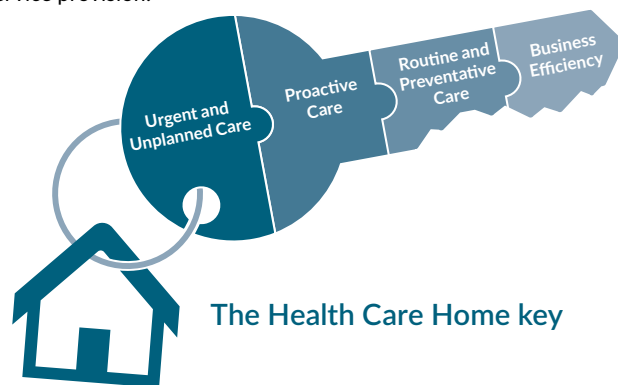 Urgent and
Unplanned Care
Proactive
Care
Routine and
Preventative
Care
Business
Efficiency
The Health Care Home key